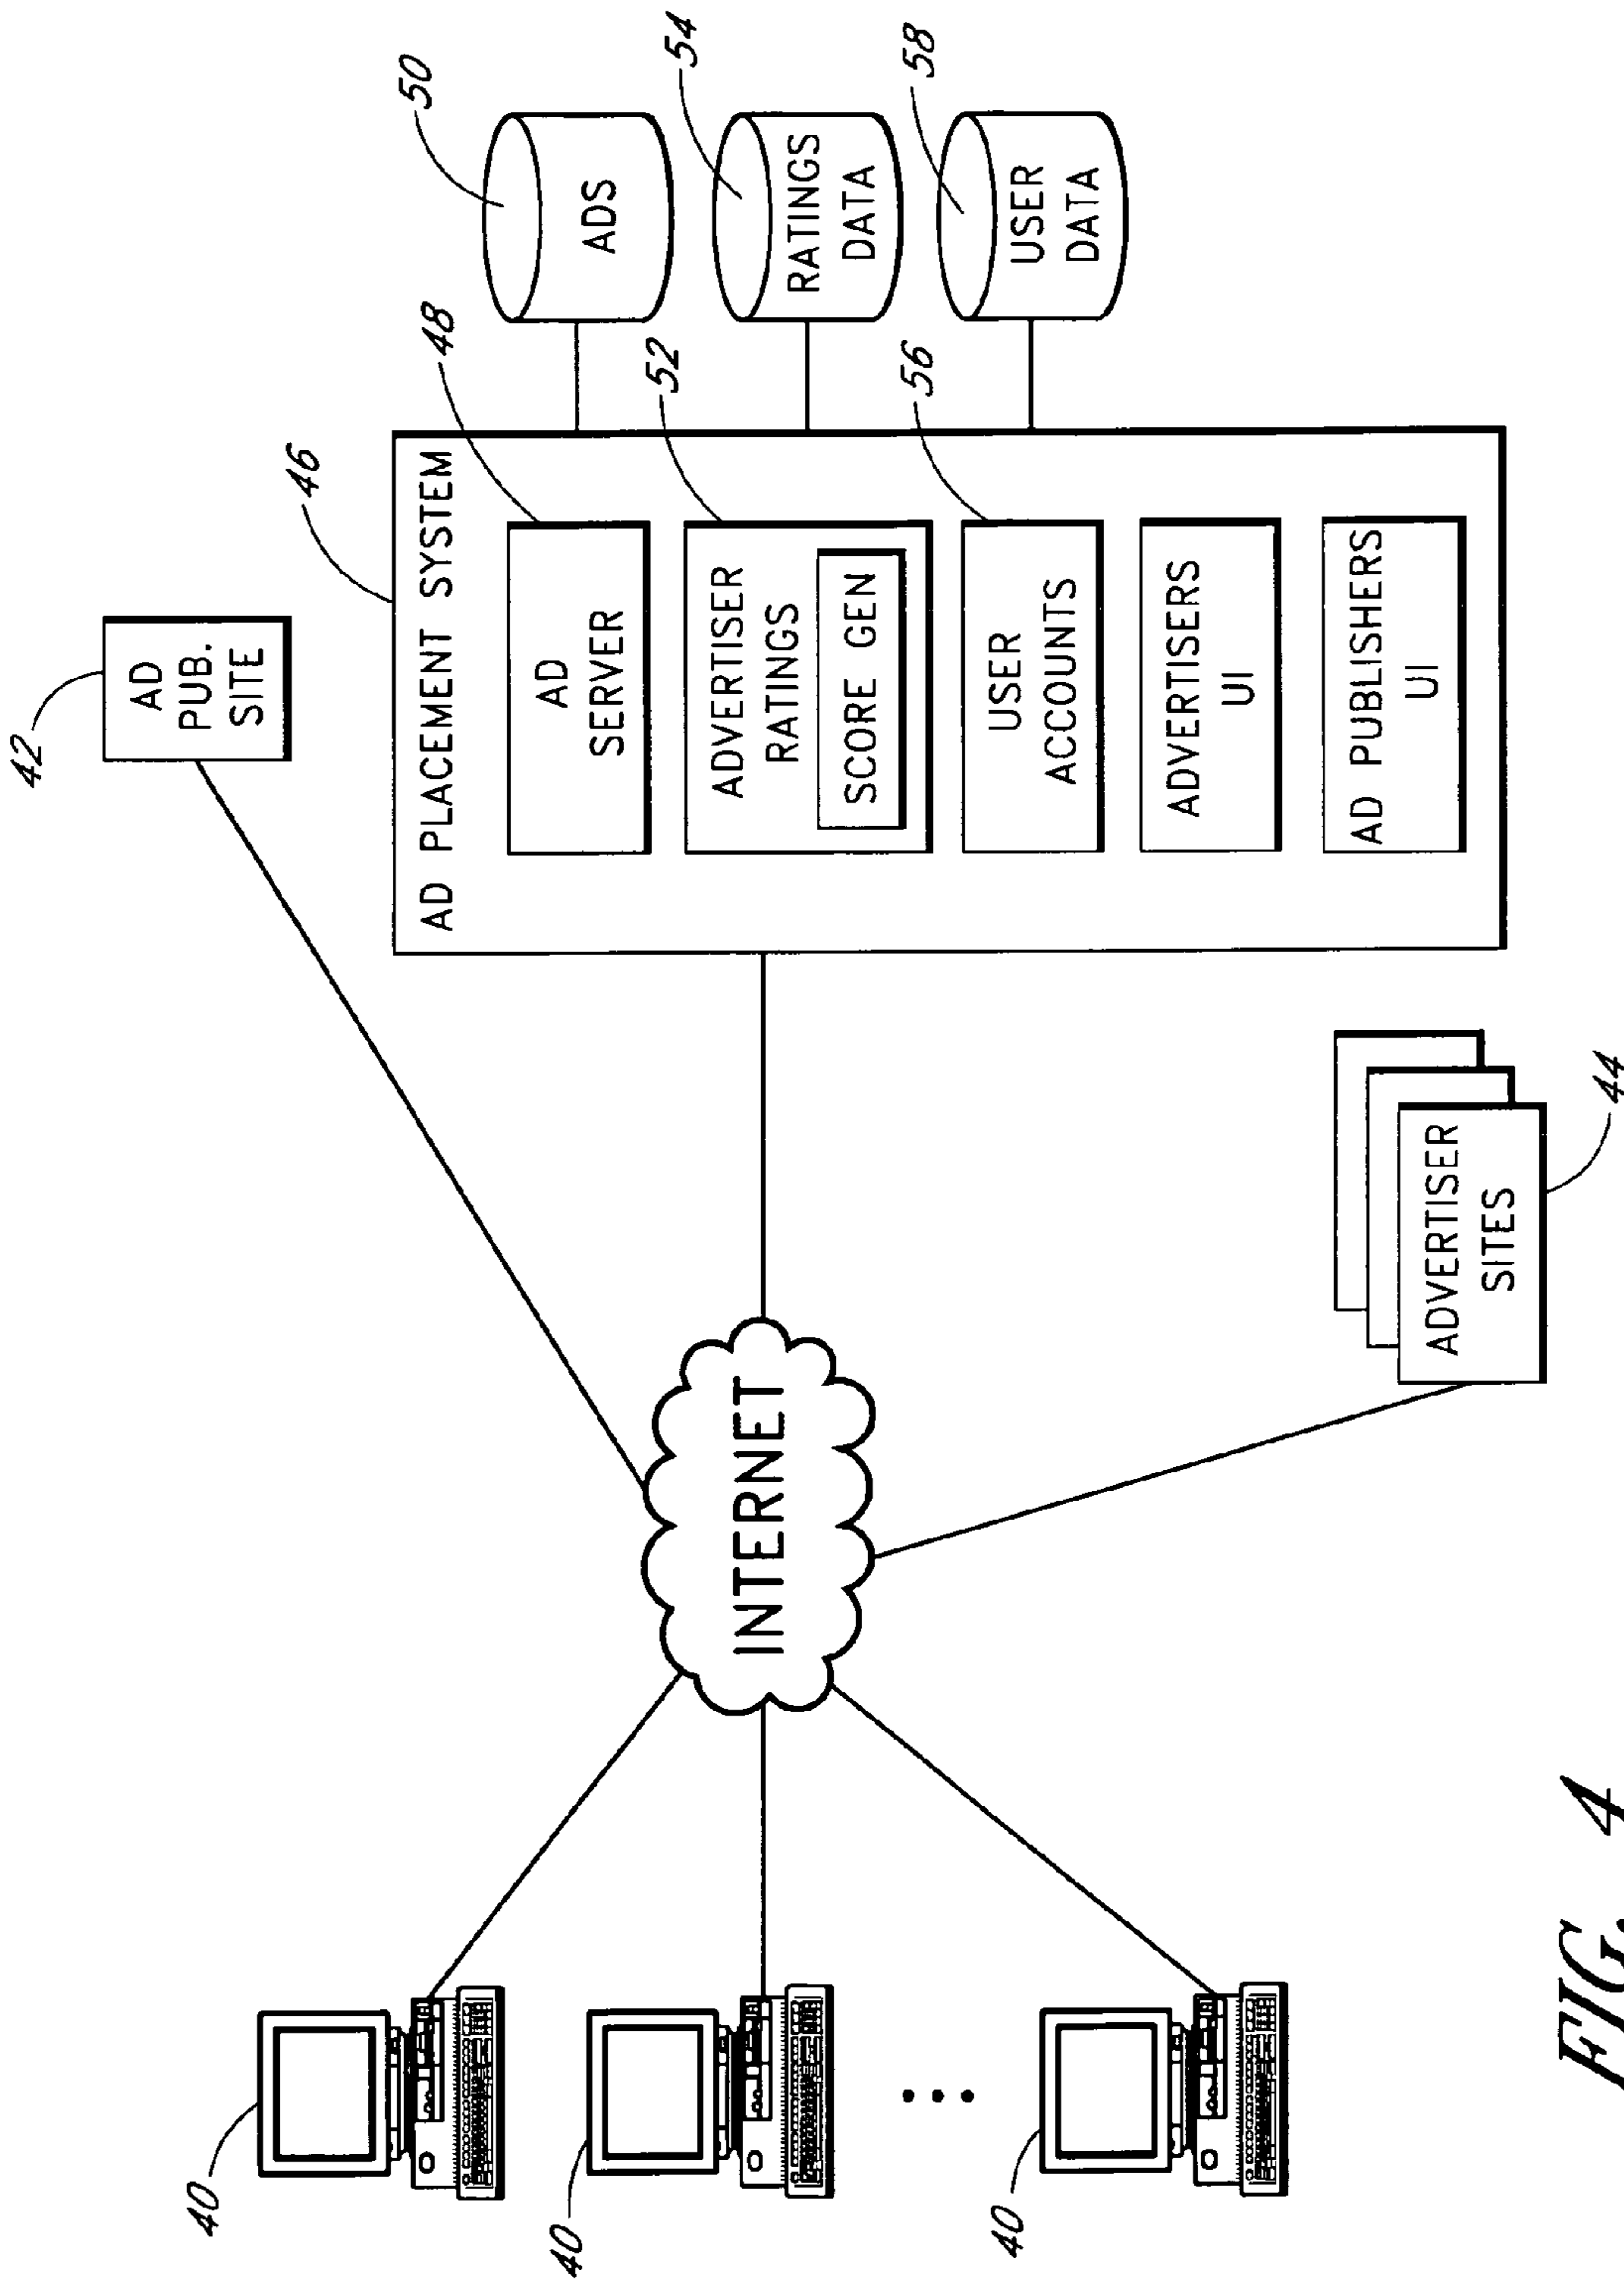 42
AD
PUB.
SITE
46
AD PLACEMENT SYSTEM
48
AD
SERVER
50
ADS
52
ADVERTISER
RATINGS
SCORE GEN
54
RATINGS
DATA
56
USER
ACCOUNTS
58
USER
DATA
ADVERTISERS
UI
AD PUBLISHERS
UI
INTERNET
40
40
40
ADVERTISER
SITES
44
FIG. 4